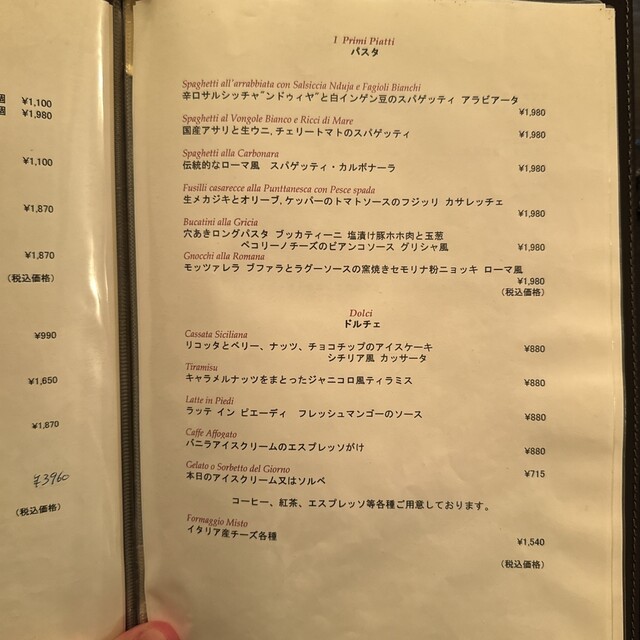 個 ¥1,100
個 ¥1,980
¥1,100
¥1,870
¥1,870
(税込価格)
¥990
¥1,650
¥1,870
¥3960
(税込価格)
I Primi Piatti
パスタ
Spaghetti all'arrabbiata con Salsiccia Nduja e Fagioli Bianchi
辛口サルシッチャ"ンドゥイヤ"と白インゲン豆のスパゲッティ アラビアータ
¥1,980
Spaghetti al Vongole Bianco e Ricci di Mare
国産アサリと生ウニ,チェリートマトのスパゲッティ ¥1,980
Spaghetti alla Carbonara
伝統的なローマ風 スパゲッティ・カルボナーラ ¥1,980
Fusilli casarecce alla Punttanesca con Pesce spada
生メカジキとオリーブ,ケッパーのトマトソースのフジッリ カサレッチェ
¥1,980
Bucatini alla Gricia
穴あきロングパスタ ブッカティーニ 塩漬け豚ホホ肉と玉葱
ペコリーノチーズのビアンコソース グリシャ風 ¥1,980
Gnocchi alla Romana
モッツァレラ ブファラとラグーソースの窯焼きセモリナ粉ニョッキ ローマ風
¥1,980
(税込価格)
Dolci
ドルチェ
Cassata Siciliana
リコッタとベリー、ナッツ、チョコチップのアイスケーキ ¥880
シチリア風 カッサータ
Tiramisu
キャラメルナッツをまとったジャニコロ風ティラミス ¥880
Latte in Piedi
ラッテ イン ピエーディ フレッシュマンゴーのソース ¥880
Caffe Affogato
バニラアイスクリームのエスプレッソがけ ¥880
Gelato o Sorbetto del Giorno
本日のアイスクリーム又はソルベ ¥715
コーヒー、紅茶、エスプレッソ等各種ご用意しております。
Formaggio Misto
イタリア産チーズ各種 ¥1,540
(税込価格)